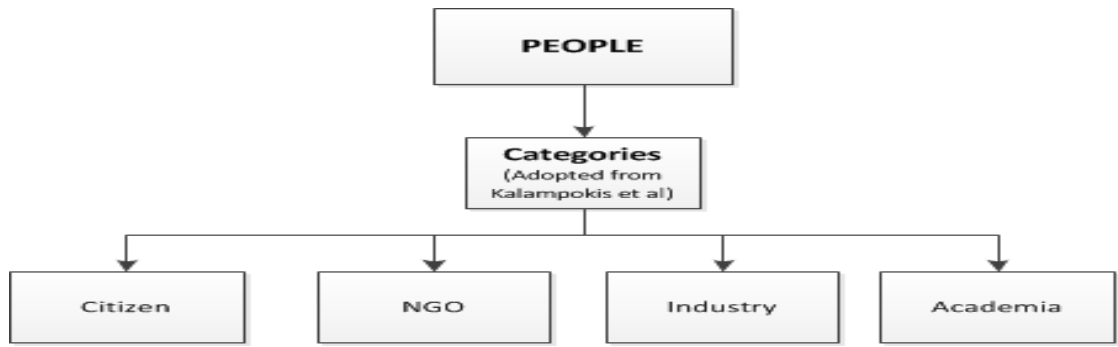 PEOPLE
Categories
(Adopted from
Kalampokis et al)
Citizen
NGO
Industry
Academia